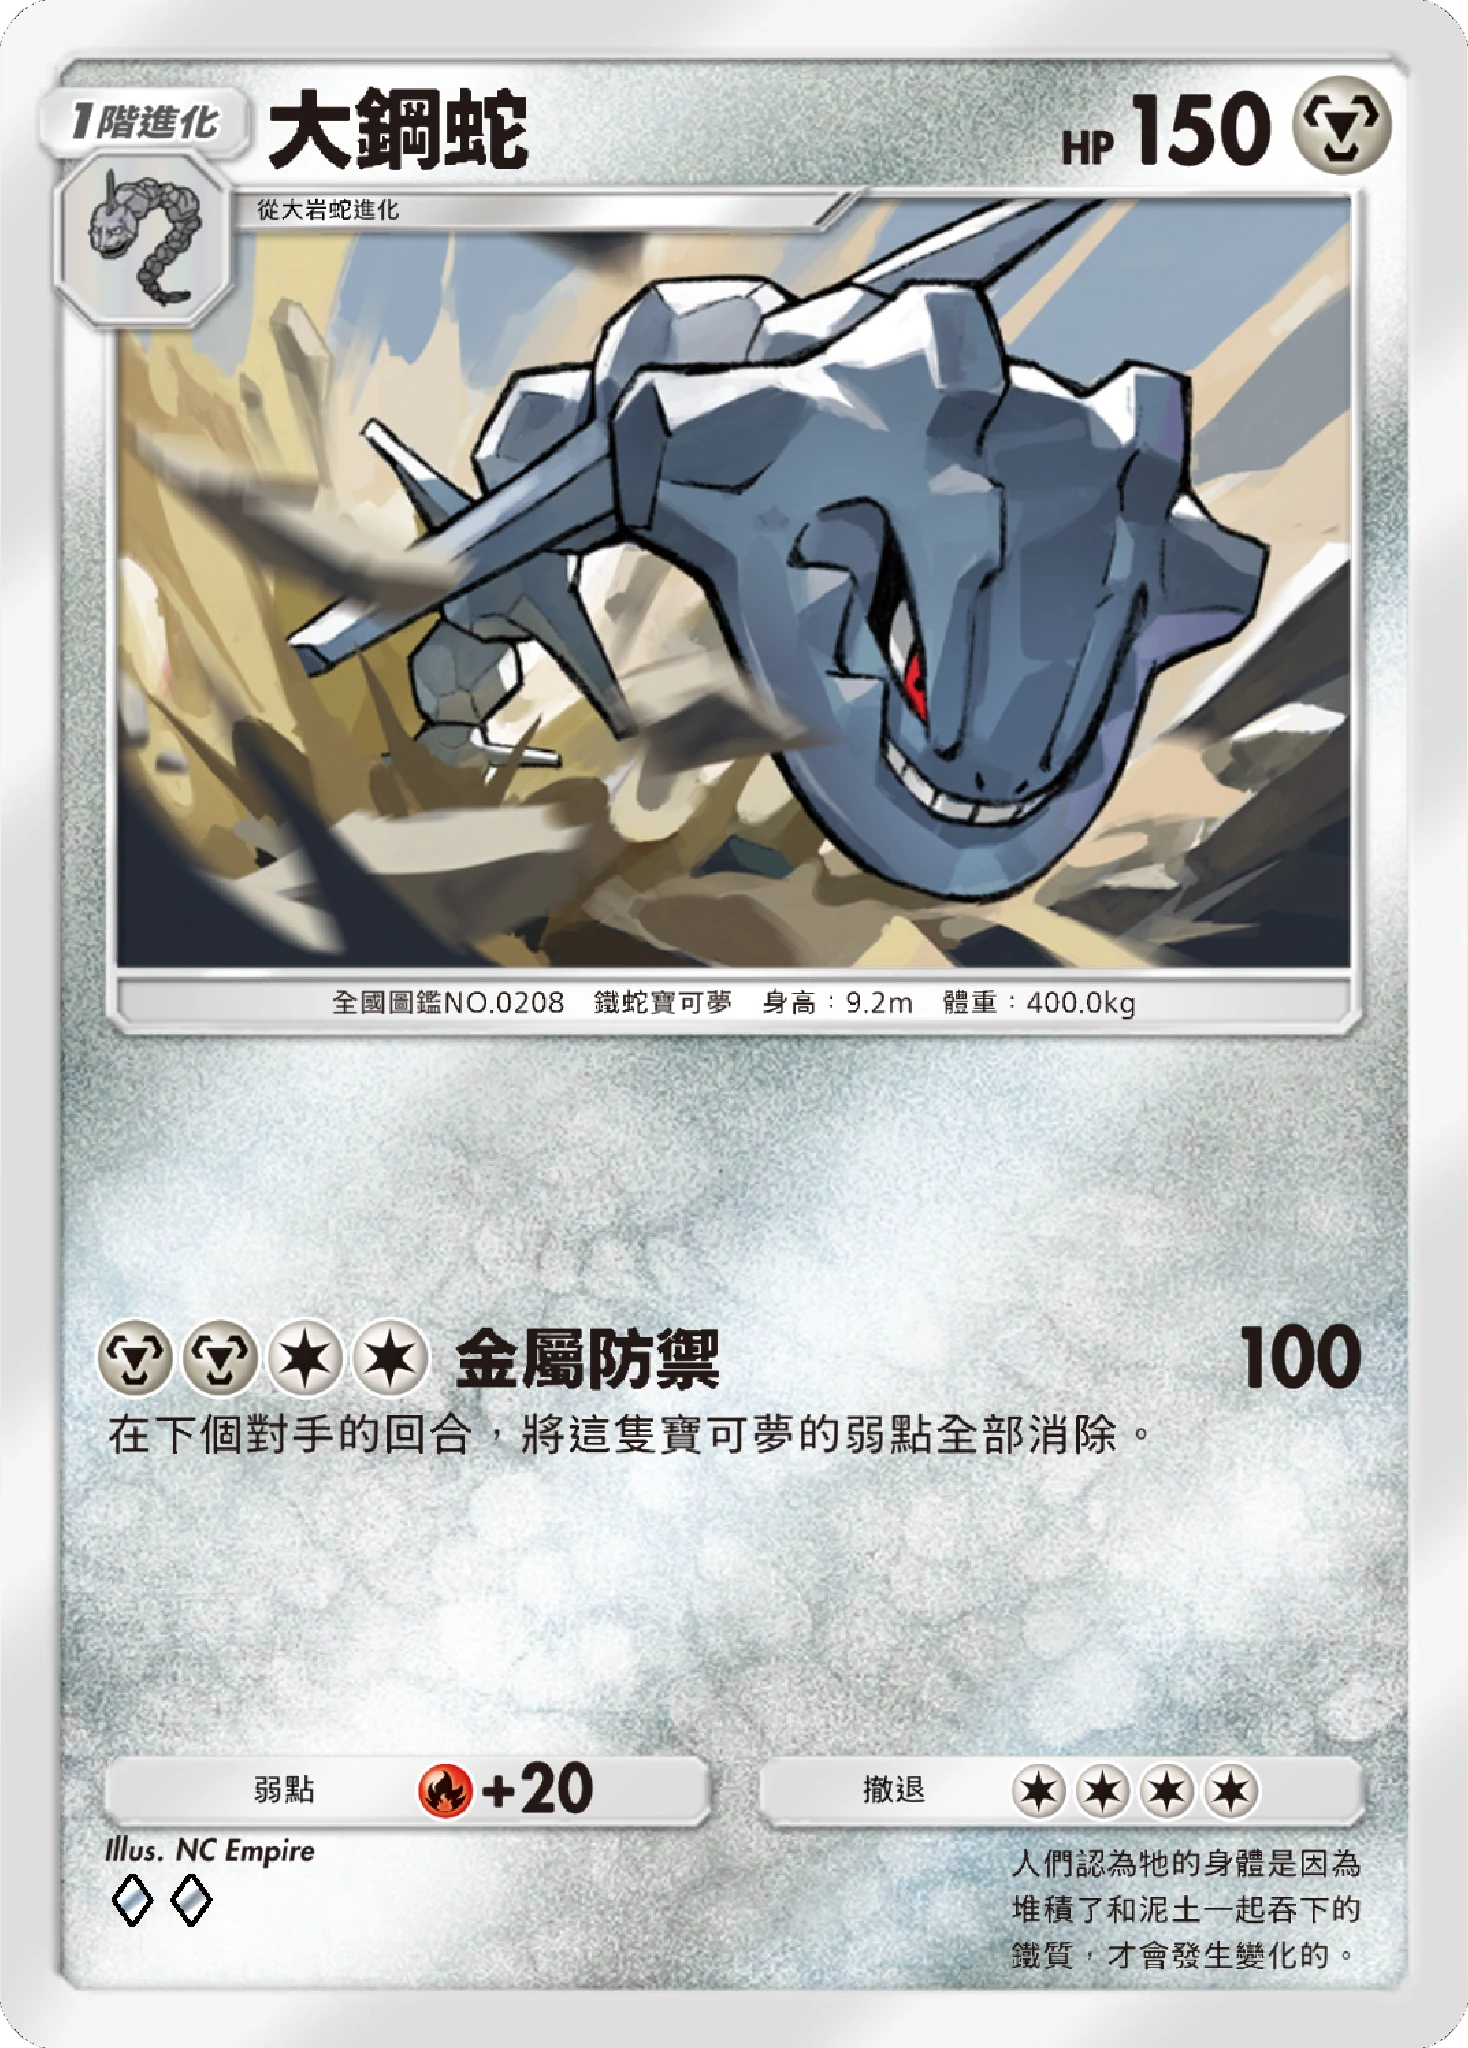 1階進化
大鋼蛇
HP 150
從大岩蛇進化
全國圖鑑NO.0208 鐵蛇寶可夢 身高：9.2m 體重：400.0kg
金屬防禦 100
在下個對手的回合，將這隻寶可夢的弱點全部消除。
弱點 +20
撤退
Illus. NC Empire
人們認為牠的身體是因為
堆積了和泥土一起吞下的
鐵質，才會發生變化的。